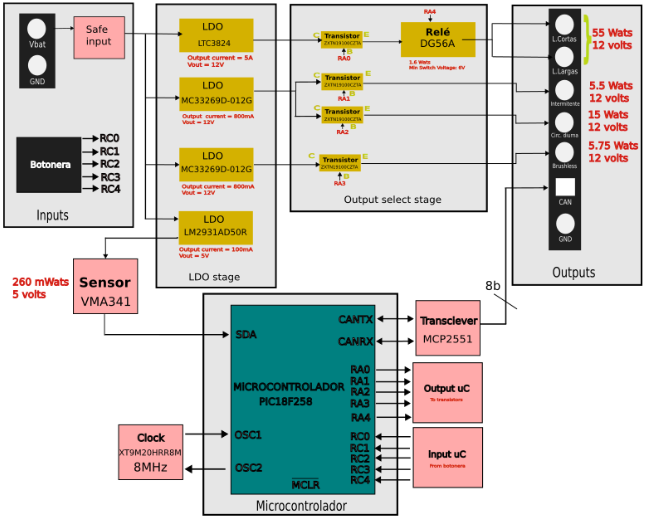 Vbat
GND
Safe
input
Botonera
RC0
RC1
RC2
RC3
RC4
Inputs
LDO
LTC3824
Output current = 5A
Vout = 12V
LDO
MC33269D-012G
Output current = 800mA
Vout = 12V
LDO
MC33269D-012G
Output current = 800mA
Vout = 12V
LDO
LM2931AD50R
Output current = 100mA
Vout = 5V
LDO stage
C
Transistor
E
B
RA0
RA4
Relé
DG56A
1.6 Wats
Min Switch Voltage: 6V
C
Transistor
E
B
RA1
C
Transistor
E
B
RA2
C
Transistor
E
B
RA3
Output select stage
L.Cortas
L.Largas
Intermitente
Circ. diurna
Brushless
CAN
GND
55 Wats
12 volts
5.5 Wats
12 volts
15 Wats
12 volts
5.75 Wats
12 volts
Outputs
260 mWats
5 volts
Sensor
VMA341
8b
SDA
MICROCONTROLADOR
PIC18F258
OSC1
OSC2
MCLR
CANTX
CANRX
RA0
RA1
RA2
RA3
RA4
RC0
RC1
RC2
RC3
RC4
Microcontrolador
Clock
XT9M20HRR8M
8MHz
Transciever
MCP2551
Output uC
To transistors
Input uC
from botonera